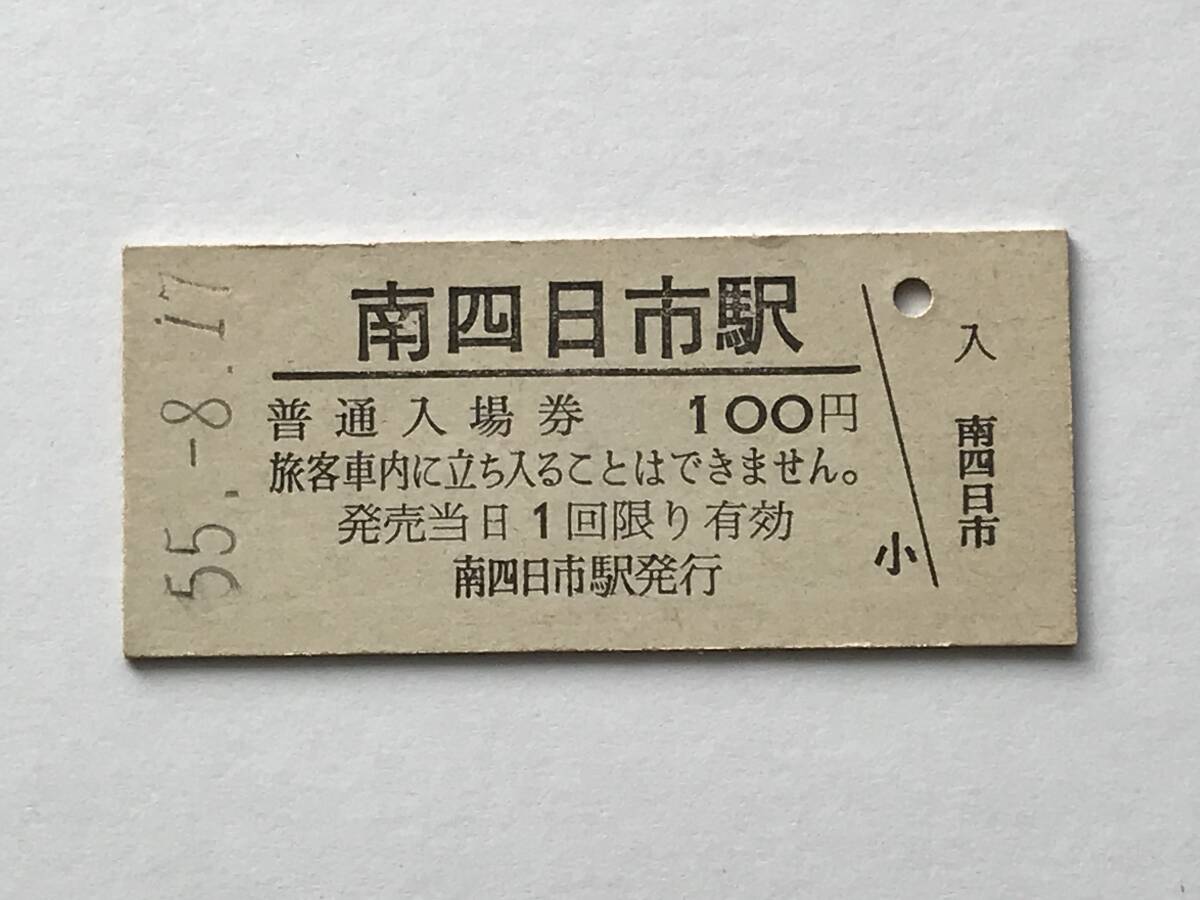 55.-8.17
南四日市駅
普通入場券 100円
旅客車内に立ち入ることはできません。
発売当日1回限り有効
南四日市駅発行
小
入
南四日市